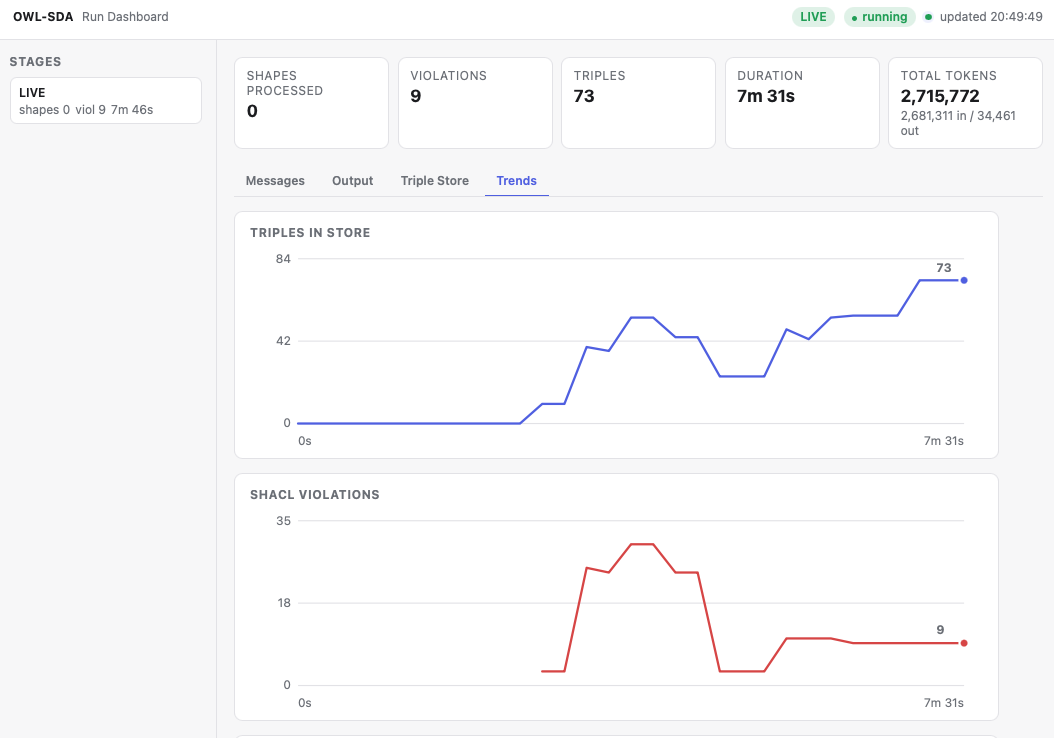 OWL-SDA Run Dashboard
LIVE running updated 20:49:49
STAGES
LIVE
shapes 0 viol 9 7m 46s
SHAPES PROCESSED
0
VIOLATIONS
9
TRIPLES
73
DURATION
7m 31s
TOTAL TOKENS
2,715,772
2,681,311 in / 34,461
out
Messages Output Triple Store Trends
TRIPLES IN STORE
84
73
42
0
0s 7m 31s
SHACL VIOLATIONS
35
18
9
0
0s 7m 31s